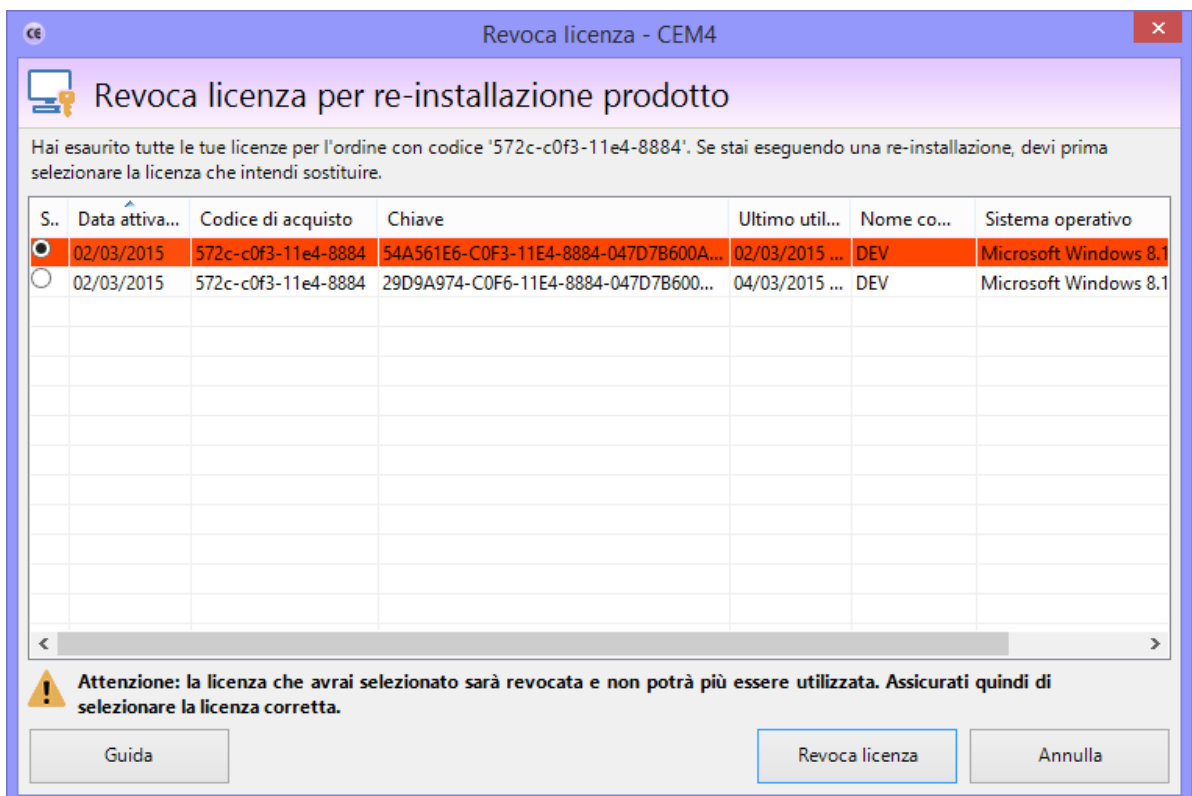 CE
Revoca licenza - CEM4
Revoca licenza per re-installazione prodotto
Hai esaurito tutte le tue licenze per l'ordine con codice '572c-c0f3-11e4-8884'. Se stai eseguendo una re-installazione, devi prima
selezionare la licenza che intendi sostituire.
S.. Data attiva... Codice di acquisto Chiave Ultimo util... Nome co... Sistema operativo
02/03/2015 572c-c0f3-11e4-8884 54A561E6-C0F3-11E4-8884-047D7B600A... 02/03/2015 ... DEV Microsoft Windows 8.1
02/03/2015 572c-c0f3-11e4-8884 29D9A974-C0F6-11E4-8884-047D7B600... 04/03/2015 ... DEV Microsoft Windows 8.1
Attenzione: la licenza che avrai selezionato sarà revocata e non potrà più essere utilizzata. Assicurati quindi di
selezionare la licenza corretta.
Guida Revoca licenza Annulla